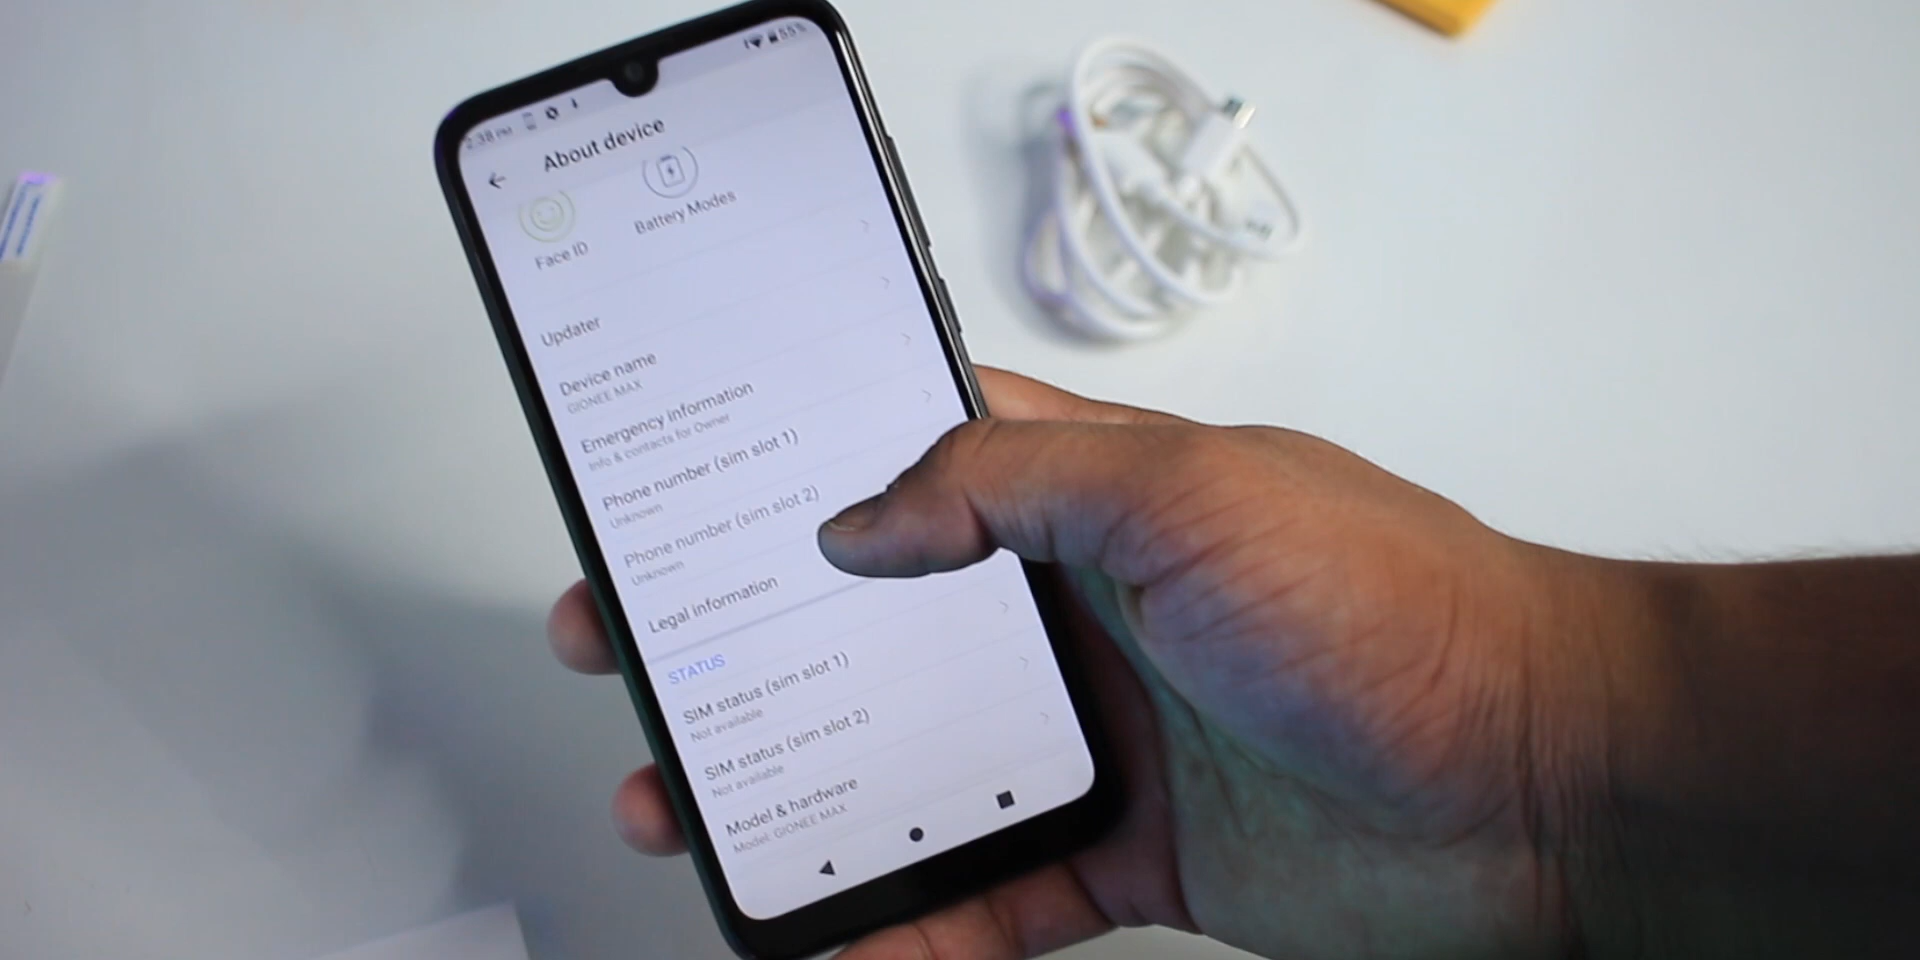 2:38 PM
55%
About device
Face ID
Battery Modes
Updater
Device name
GIONEE MAX
Emergency information
Info & contacts for Owner
Phone number (sim slot 1)
Unknown
Phone number (sim slot 2)
Unknown
Legal information
STATUS
SIM status (sim slot 1)
Not available
SIM status (sim slot 2)
Not available
Model & hardware
Model: GIONEE MAX